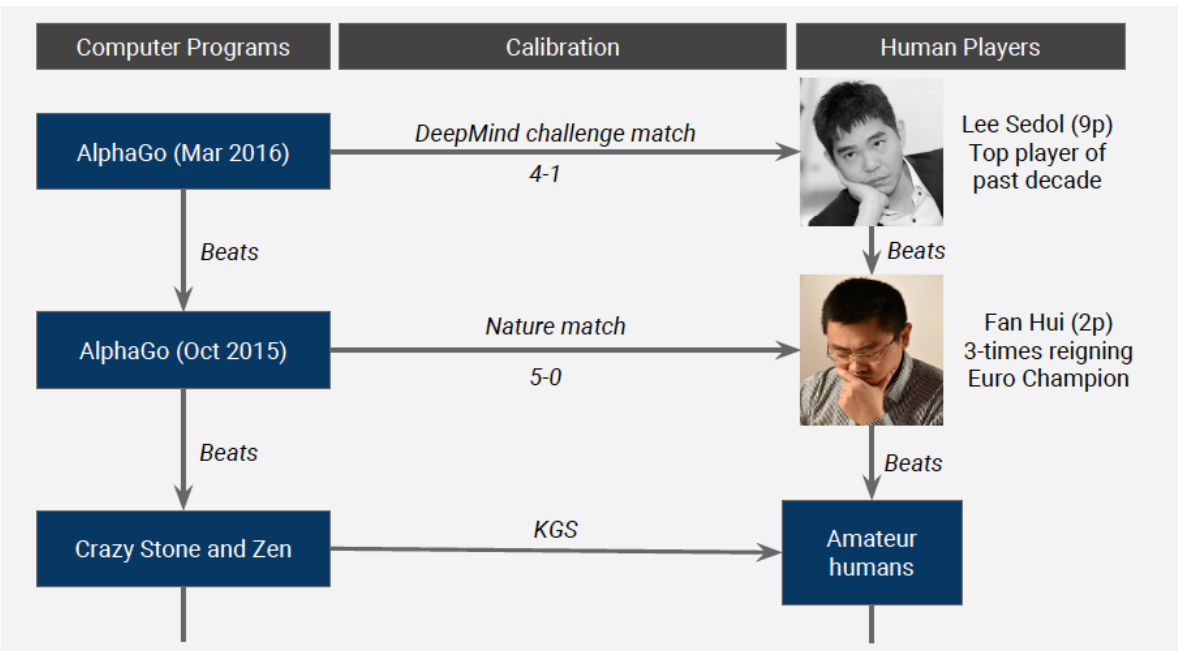 Computer Programs
Calibration
Human Players
AlphaGo (Mar 2016)
DeepMind challenge match
4-1
Lee Sedol (9p)
Top player of
past decade
Beats
Beats
AlphaGo (Oct 2015)
Nature match
5-0
Fan Hui (2p)
3-times reigning
Euro Champion
Beats
Beats
Crazy Stone and Zen
KGS
Amateur
humans